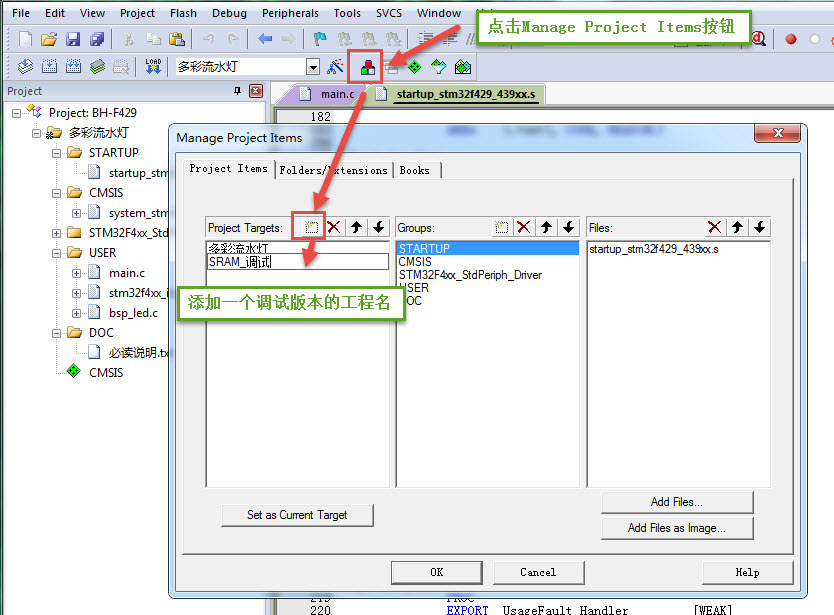 File Edit View Project Flash Debug Peripherals Tools SVCS Window
点击Manage Project Items按钮
LOAD
多彩流水灯
Project
main.c
startup_stm32f429_439xx.s
182
Project: BH-F429
多彩流水灯
STARTUP
startup_stm
CMSIS
system_stm
STM32F4xx_Std
USER
main.c
stm32f4xx_i
bsp_led.c
DOC
必读说明.tx
CMSIS
Manage Project Items
Project Items
Folders/Extensions
Books
Project Targets:
多彩流水灯
SRAM_调试
Groups:
STARTUP
CMSIS
STM32F4xx_StdPeriph_Driver
USER
DOC
Files:
startup_stm32f429_439xx.s
添加一个调试版本的工程名
Set as Current Target
Add Files...
Add Files as Image...
OK
Cancel
Help
220 EXPORT UsageFault_Handler [WEAK]